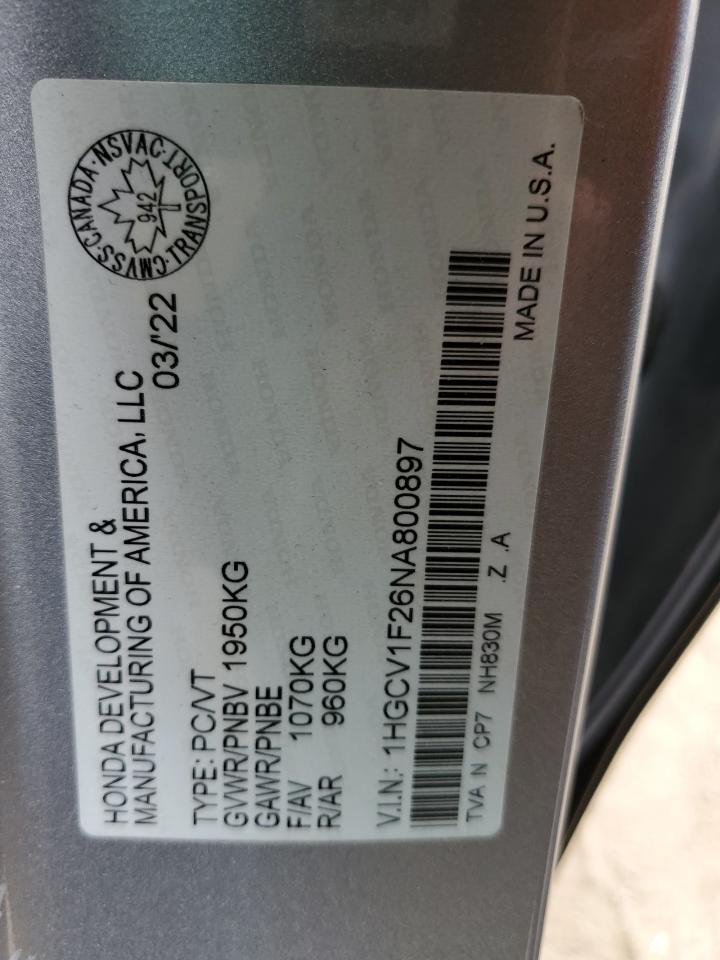 HONDA DEVELOPMENT &
MANUFACTURING OF AMERICA, LLC
03/'22
CMVSS·CANADA·NSVAC·TRANSPORT
942
TYPE: PC/VT
GVWR/PNBV 1950KG
GAWR/PNBE
F/AV 1070KG
R/AR 960KG
V.I.N.: 1HGCV1F26NA800897
TVA N CP7 NH830M .Z .A
MADE IN U.S.A.
HONDA